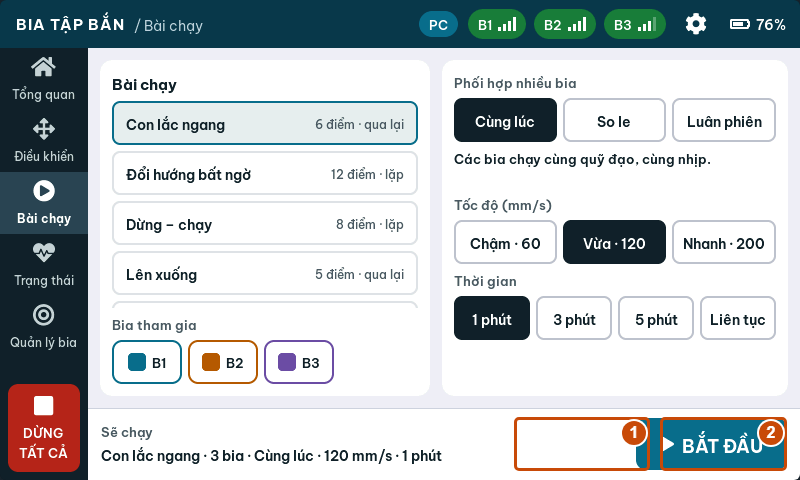 BIA TẬP BẮN / Bài chạy
PC
B1
B2
B3
76%
Tổng quan
Điều khiển
Bài chạy
Trạng thái
Quản lý bia
DỪNG
TẤT CẢ
Bài chạy
Con lắc ngang 6 điểm · qua lại
Đổi hướng bất ngờ 12 điểm · lặp
Dừng – chạy 8 điểm · lặp
Lên xuống 5 điểm · qua lại
Bia tham gia
B1 B2 B3
Phối hợp nhiều bia
Cùng lúc So le Luân phiên
Các bia chạy cùng quỹ đạo, cùng nhịp.
Tốc độ (mm/s)
Chậm · 60 Vừa · 120 Nhanh · 200
Thời gian
1 phút 3 phút 5 phút Liên tục
Sẽ chạy
Con lắc ngang · 3 bia · Cùng lúc · 120 mm/s · 1 phút
1
BẮT ĐẦU
2